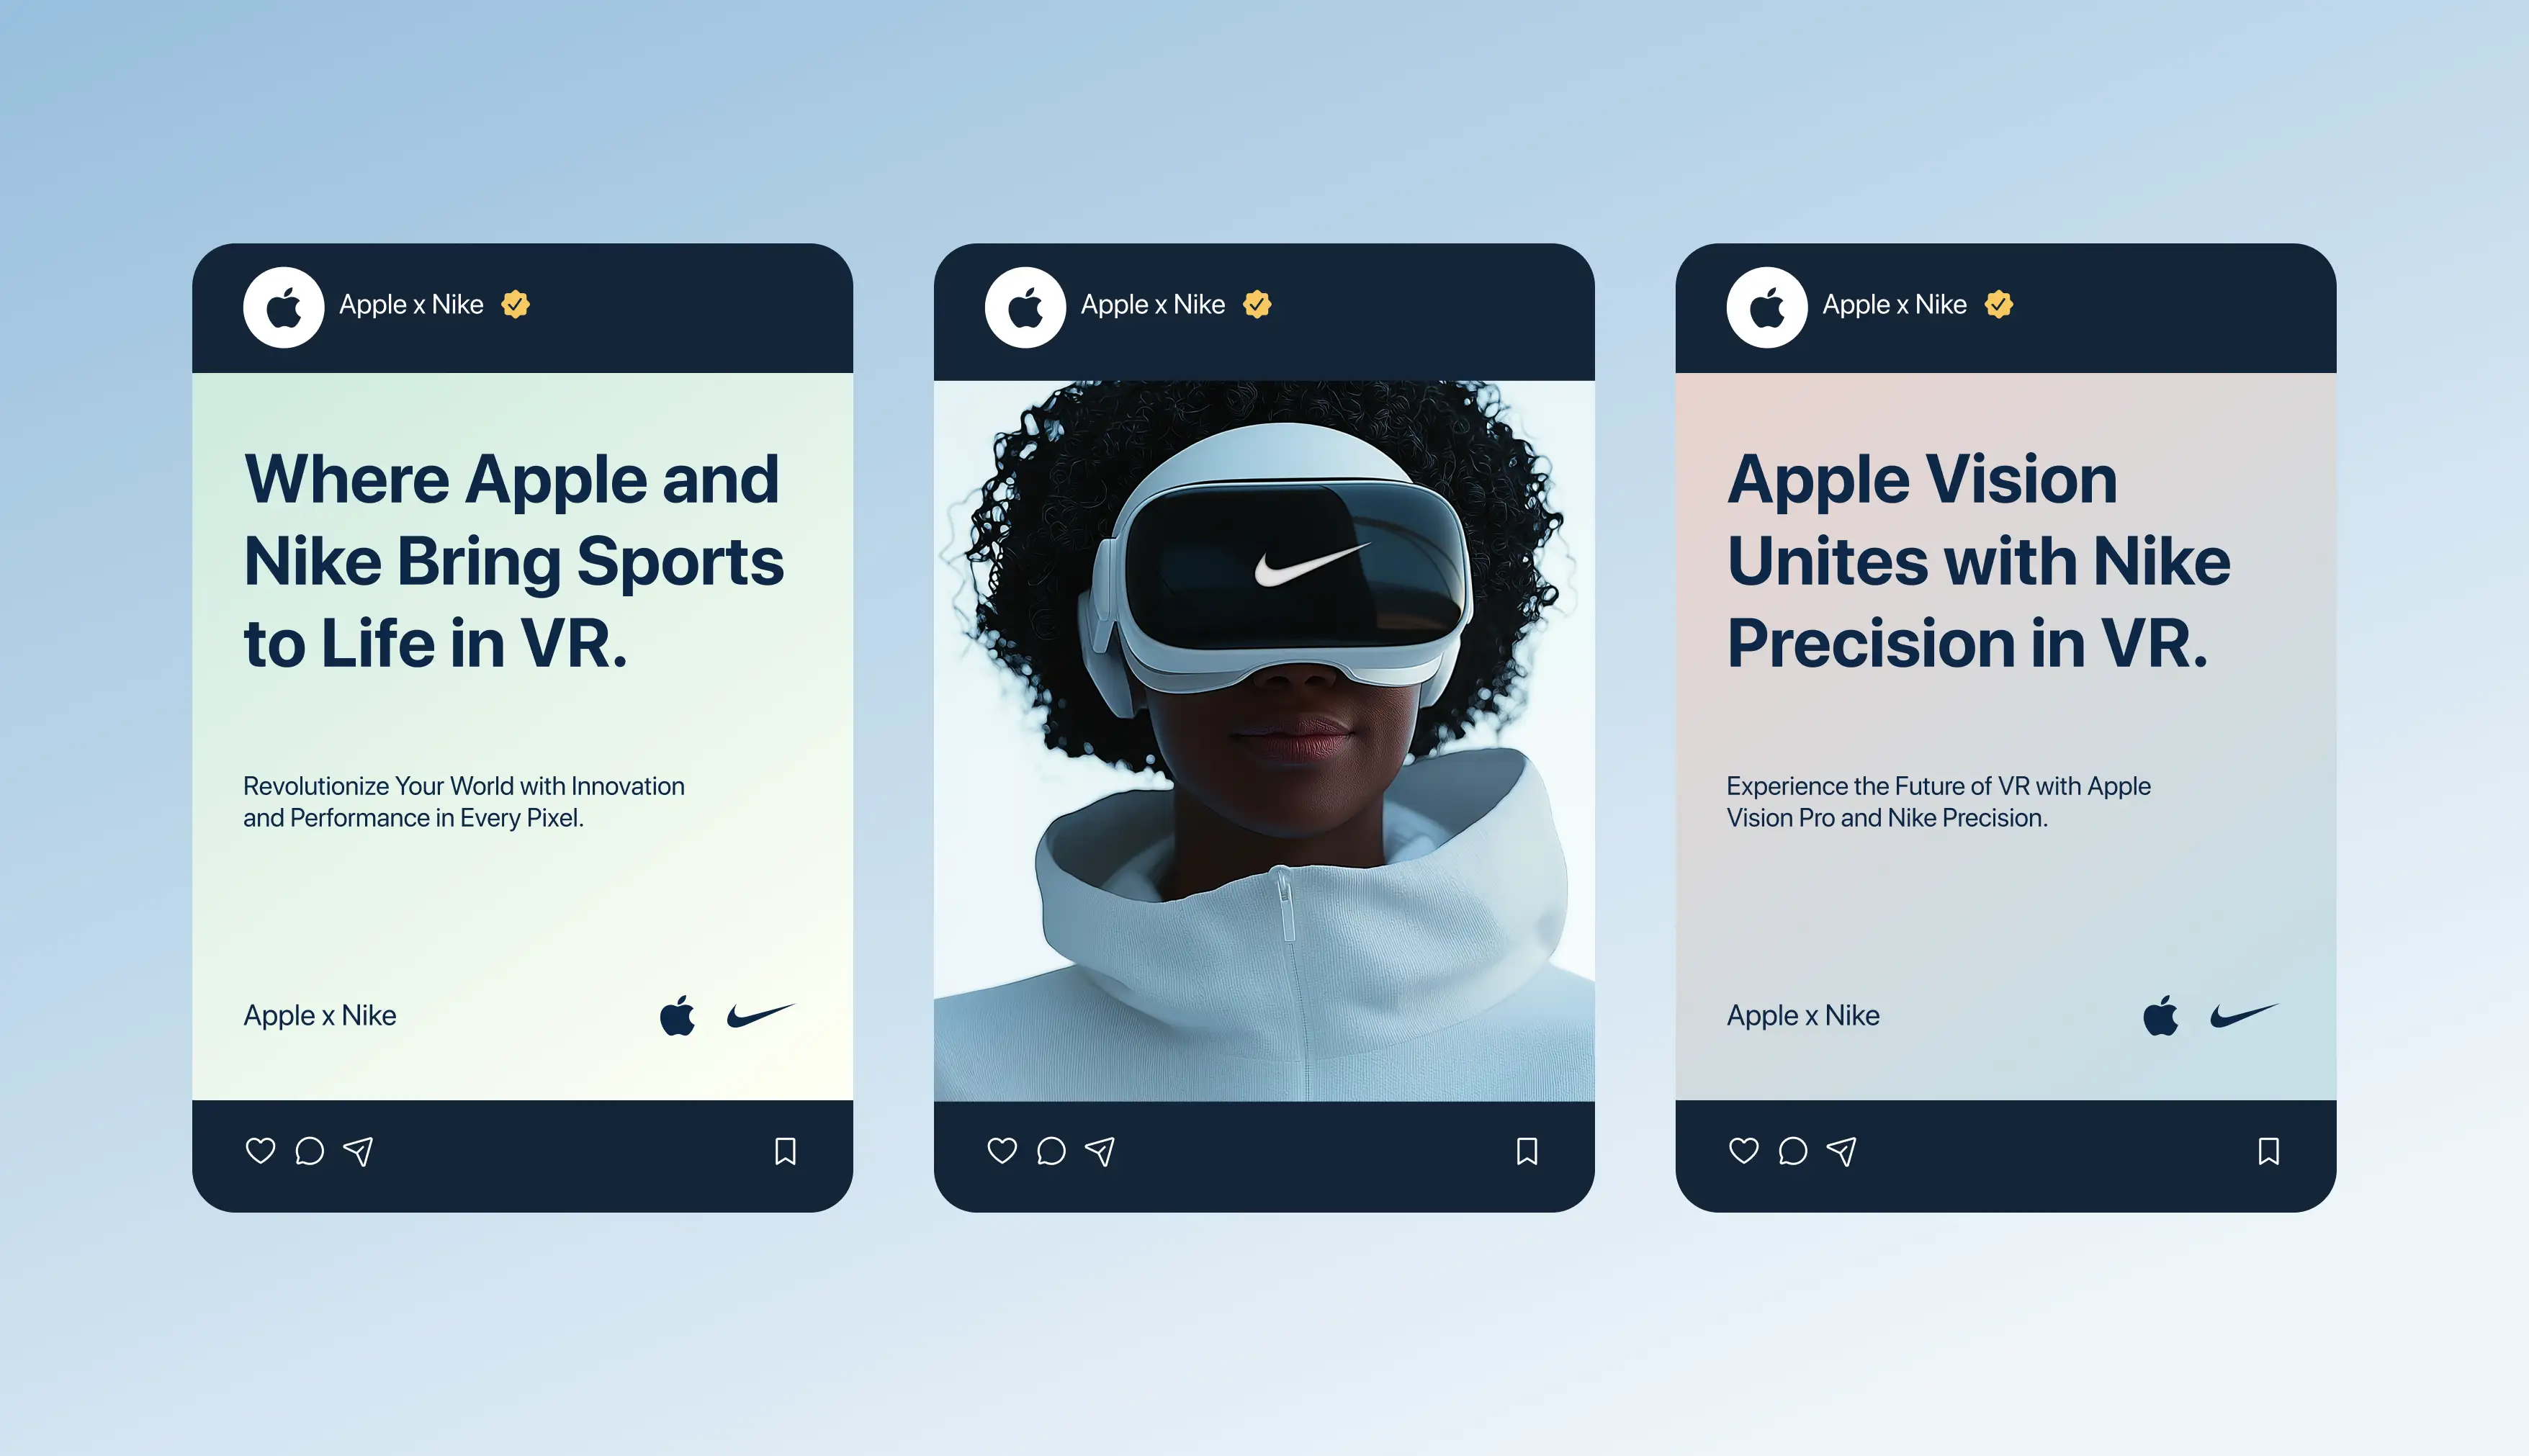 Apple x Nike
Where Apple and
Nike Bring Sports
to Life in VR.
Revolutionize Your World with Innovation
and Performance in Every Pixel.
Apple x Nike
Apple x Nike
Apple x Nike
Apple Vision
Unites with Nike
Precision in VR.
Experience the Future of VR with Apple
Vision Pro and Nike Precision.
Apple x Nike